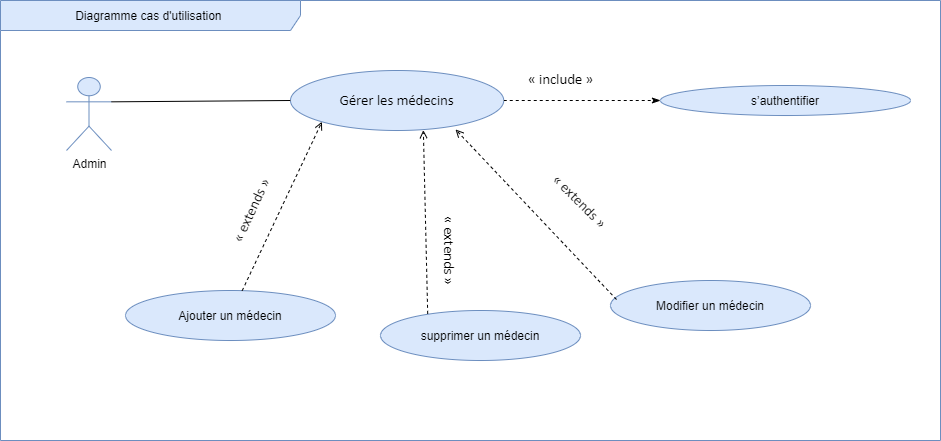 Diagramme cas d'utilisation
« include »
Gérer les médecins
s'authentifier
Admin
« extends »
« extends »
« extends »
Ajouter un médecin
supprimer un médecin
Modifier un médecin